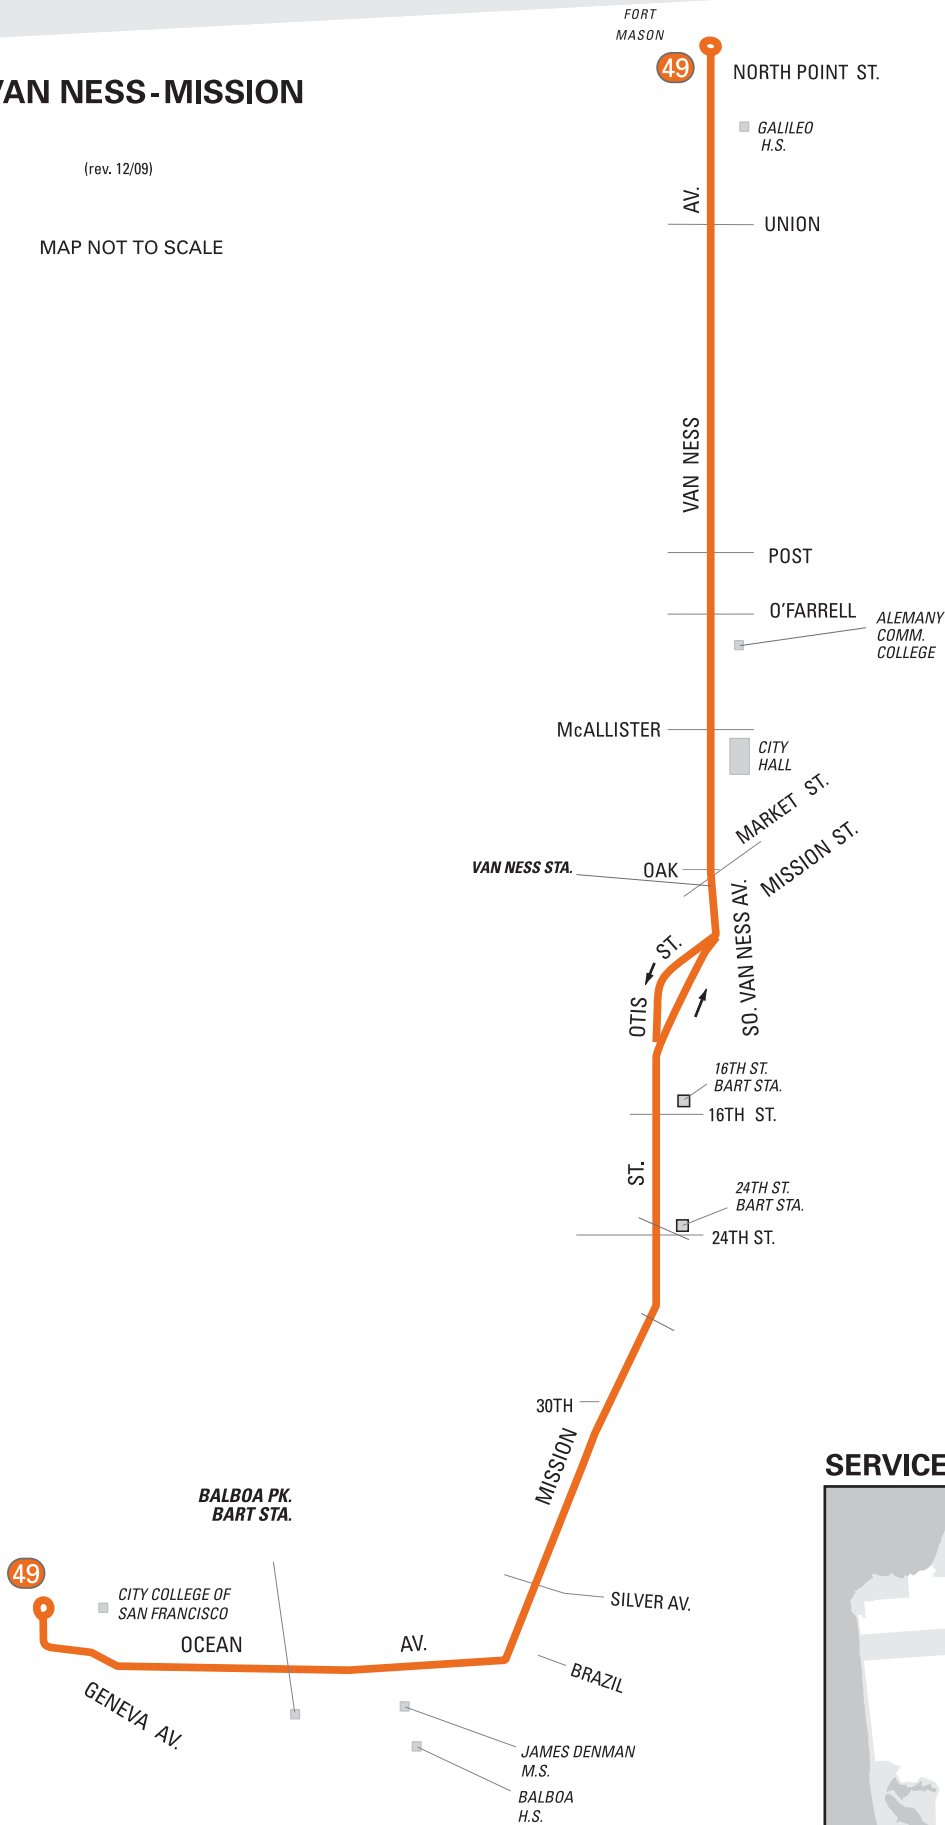 FORT
MASON
49
NORTH POINT ST.
VAN NESS-MISSION
GALILEO
H.S.
(rev. 12/09)
AV.
UNION
MAP NOT TO SCALE
VAN NESS
POST
O'FARRELL
ALEMANY
COMM.
COLLEGE
McALLISTER
CITY
HALL
MARKET ST.
MISSION ST.
VAN NESS STA.
OAK
SO. VAN NESS AV.
OTIS ST.
16TH ST.
BART STA.
16TH ST.
ST.
24TH ST.
BART STA.
24TH ST.
30TH
MISSION
SERVICE
BALBOA PK.
BART STA.
49
CITY COLLEGE OF
SAN FRANCISCO
SILVER AV.
OCEAN AV.
BRAZIL
GENEVA AV.
JAMES DENMAN
M.S.
BALBOA
H.S.